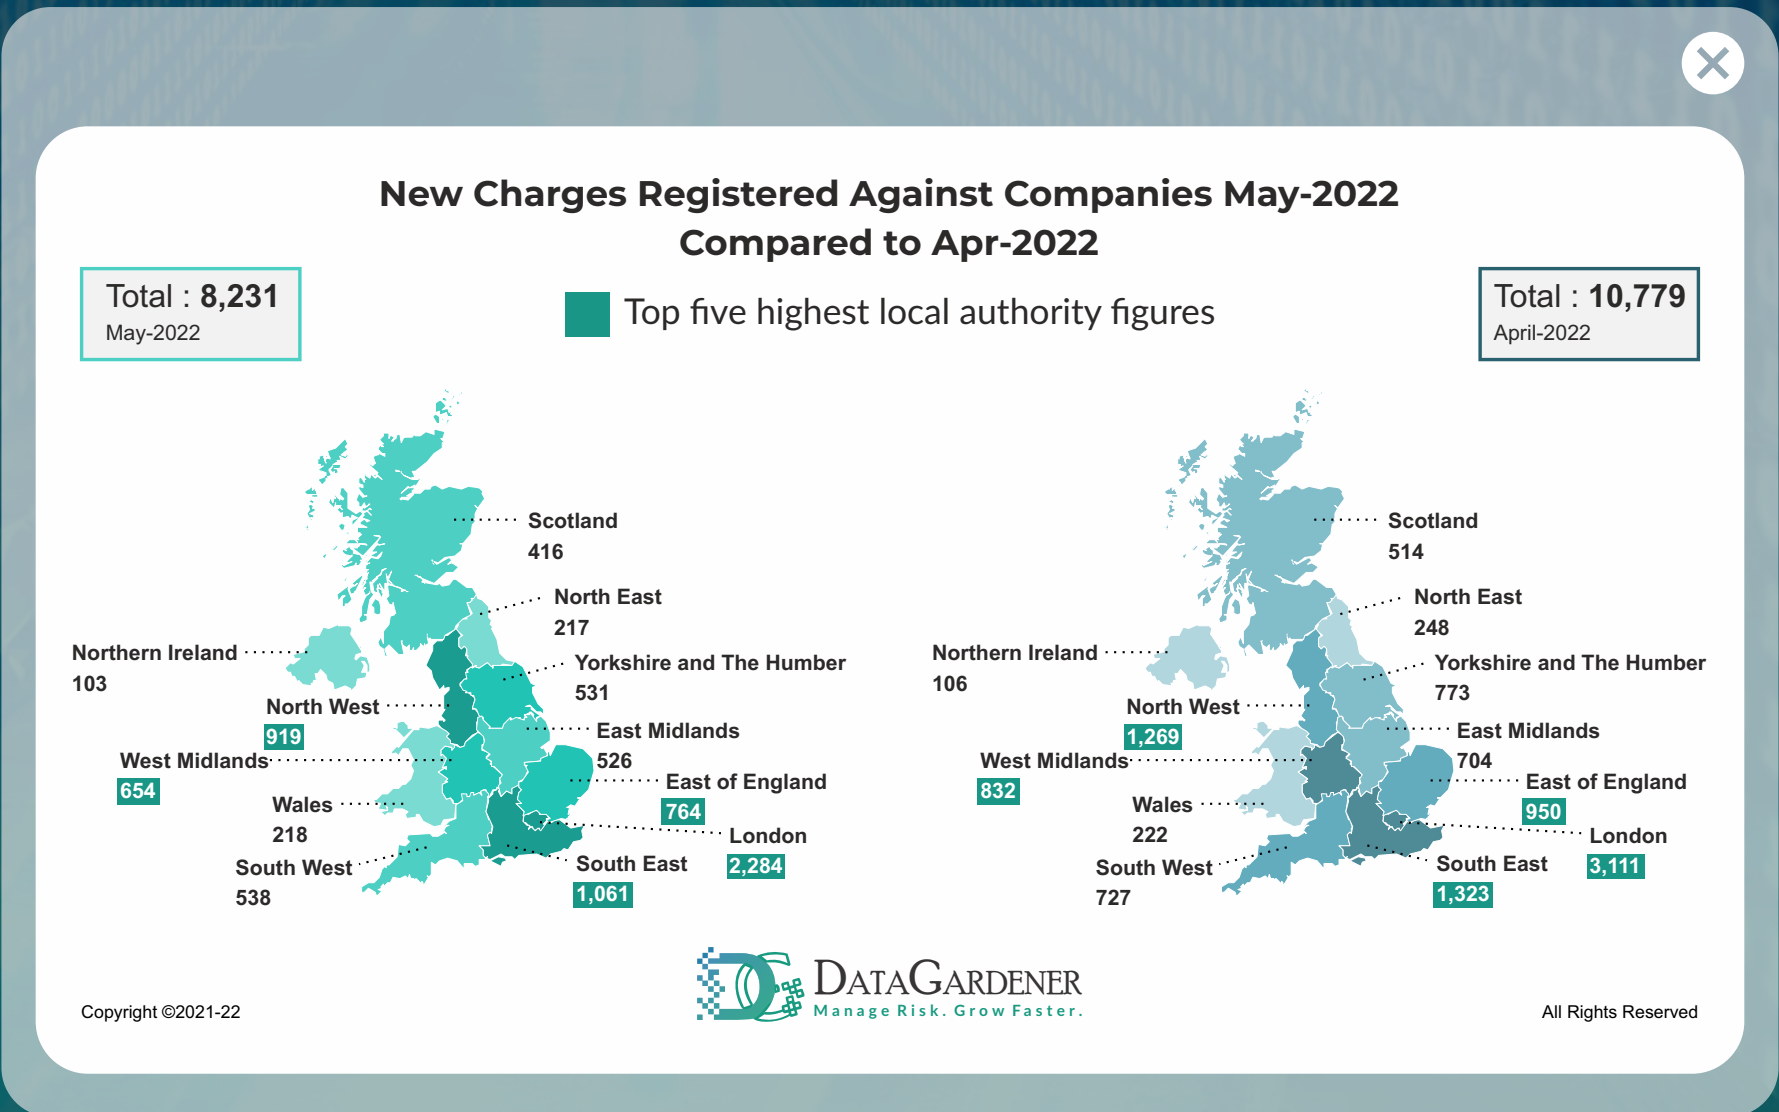 New Charges Registered Against Companies May-2022
Compared to Apr-2022
Total : 8,231
May-2022
Top five highest local authority figures
Total : 10,779
April-2022
Scotland
416
North East
217
Northern Ireland
103
Yorkshire and The Humber
531
North West
919
East Midlands
526
West Midlands
654
East of England
764
Wales
218
London
2,284
South West
538
South East
1,061
Scotland
514
North East
248
Northern Ireland
106
Yorkshire and The Humber
773
North West
1,269
East Midlands
704
West Midlands
832
East of England
950
Wales
222
London
3,111
South West
727
South East
1,323
DATAGARDENER
Manage Risk. Grow Faster.
Copyright ©2021-22
All Rights Reserved